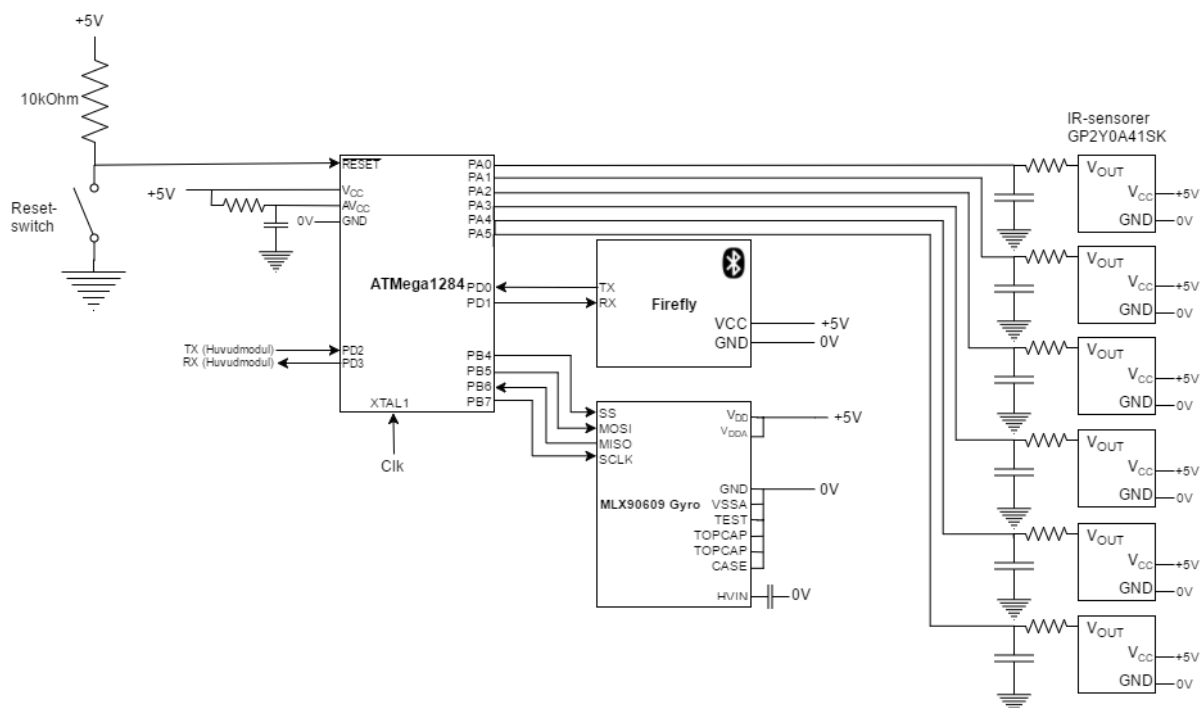 +5V
10kOhm
Reset-
switch
+5V
0V
RESET
VCC
AVCC
GND
ATMega1284
TX (Huvudmodul)
RX (Huvudmodul)
PD2
PD3
XTAL1
Clk
PA0
PA1
PA2
PA3
PA4
PA5
PD0
PD1
PB4
PB5
PB6
PB7
TX
RX
Firefly
VCC
+5V
GND
0V
SS
MOSI
MISO
SCLK
MLX90609 Gyro
VDD
+5V
VDDA
GND
0V
VSSA
TEST
TOPCAP
TOPCAP
CASE
HVIN
0V
IR-sensorer
GP2Y0A41SK
VOUT
VCC
+5V
GND
0V
VOUT
VCC
+5V
GND
0V
VOUT
VCC
+5V
GND
0V
VOUT
VCC
+5V
GND
0V
VOUT
VCC
+5V
GND
0V
VOUT
VCC
+5V
GND
0V